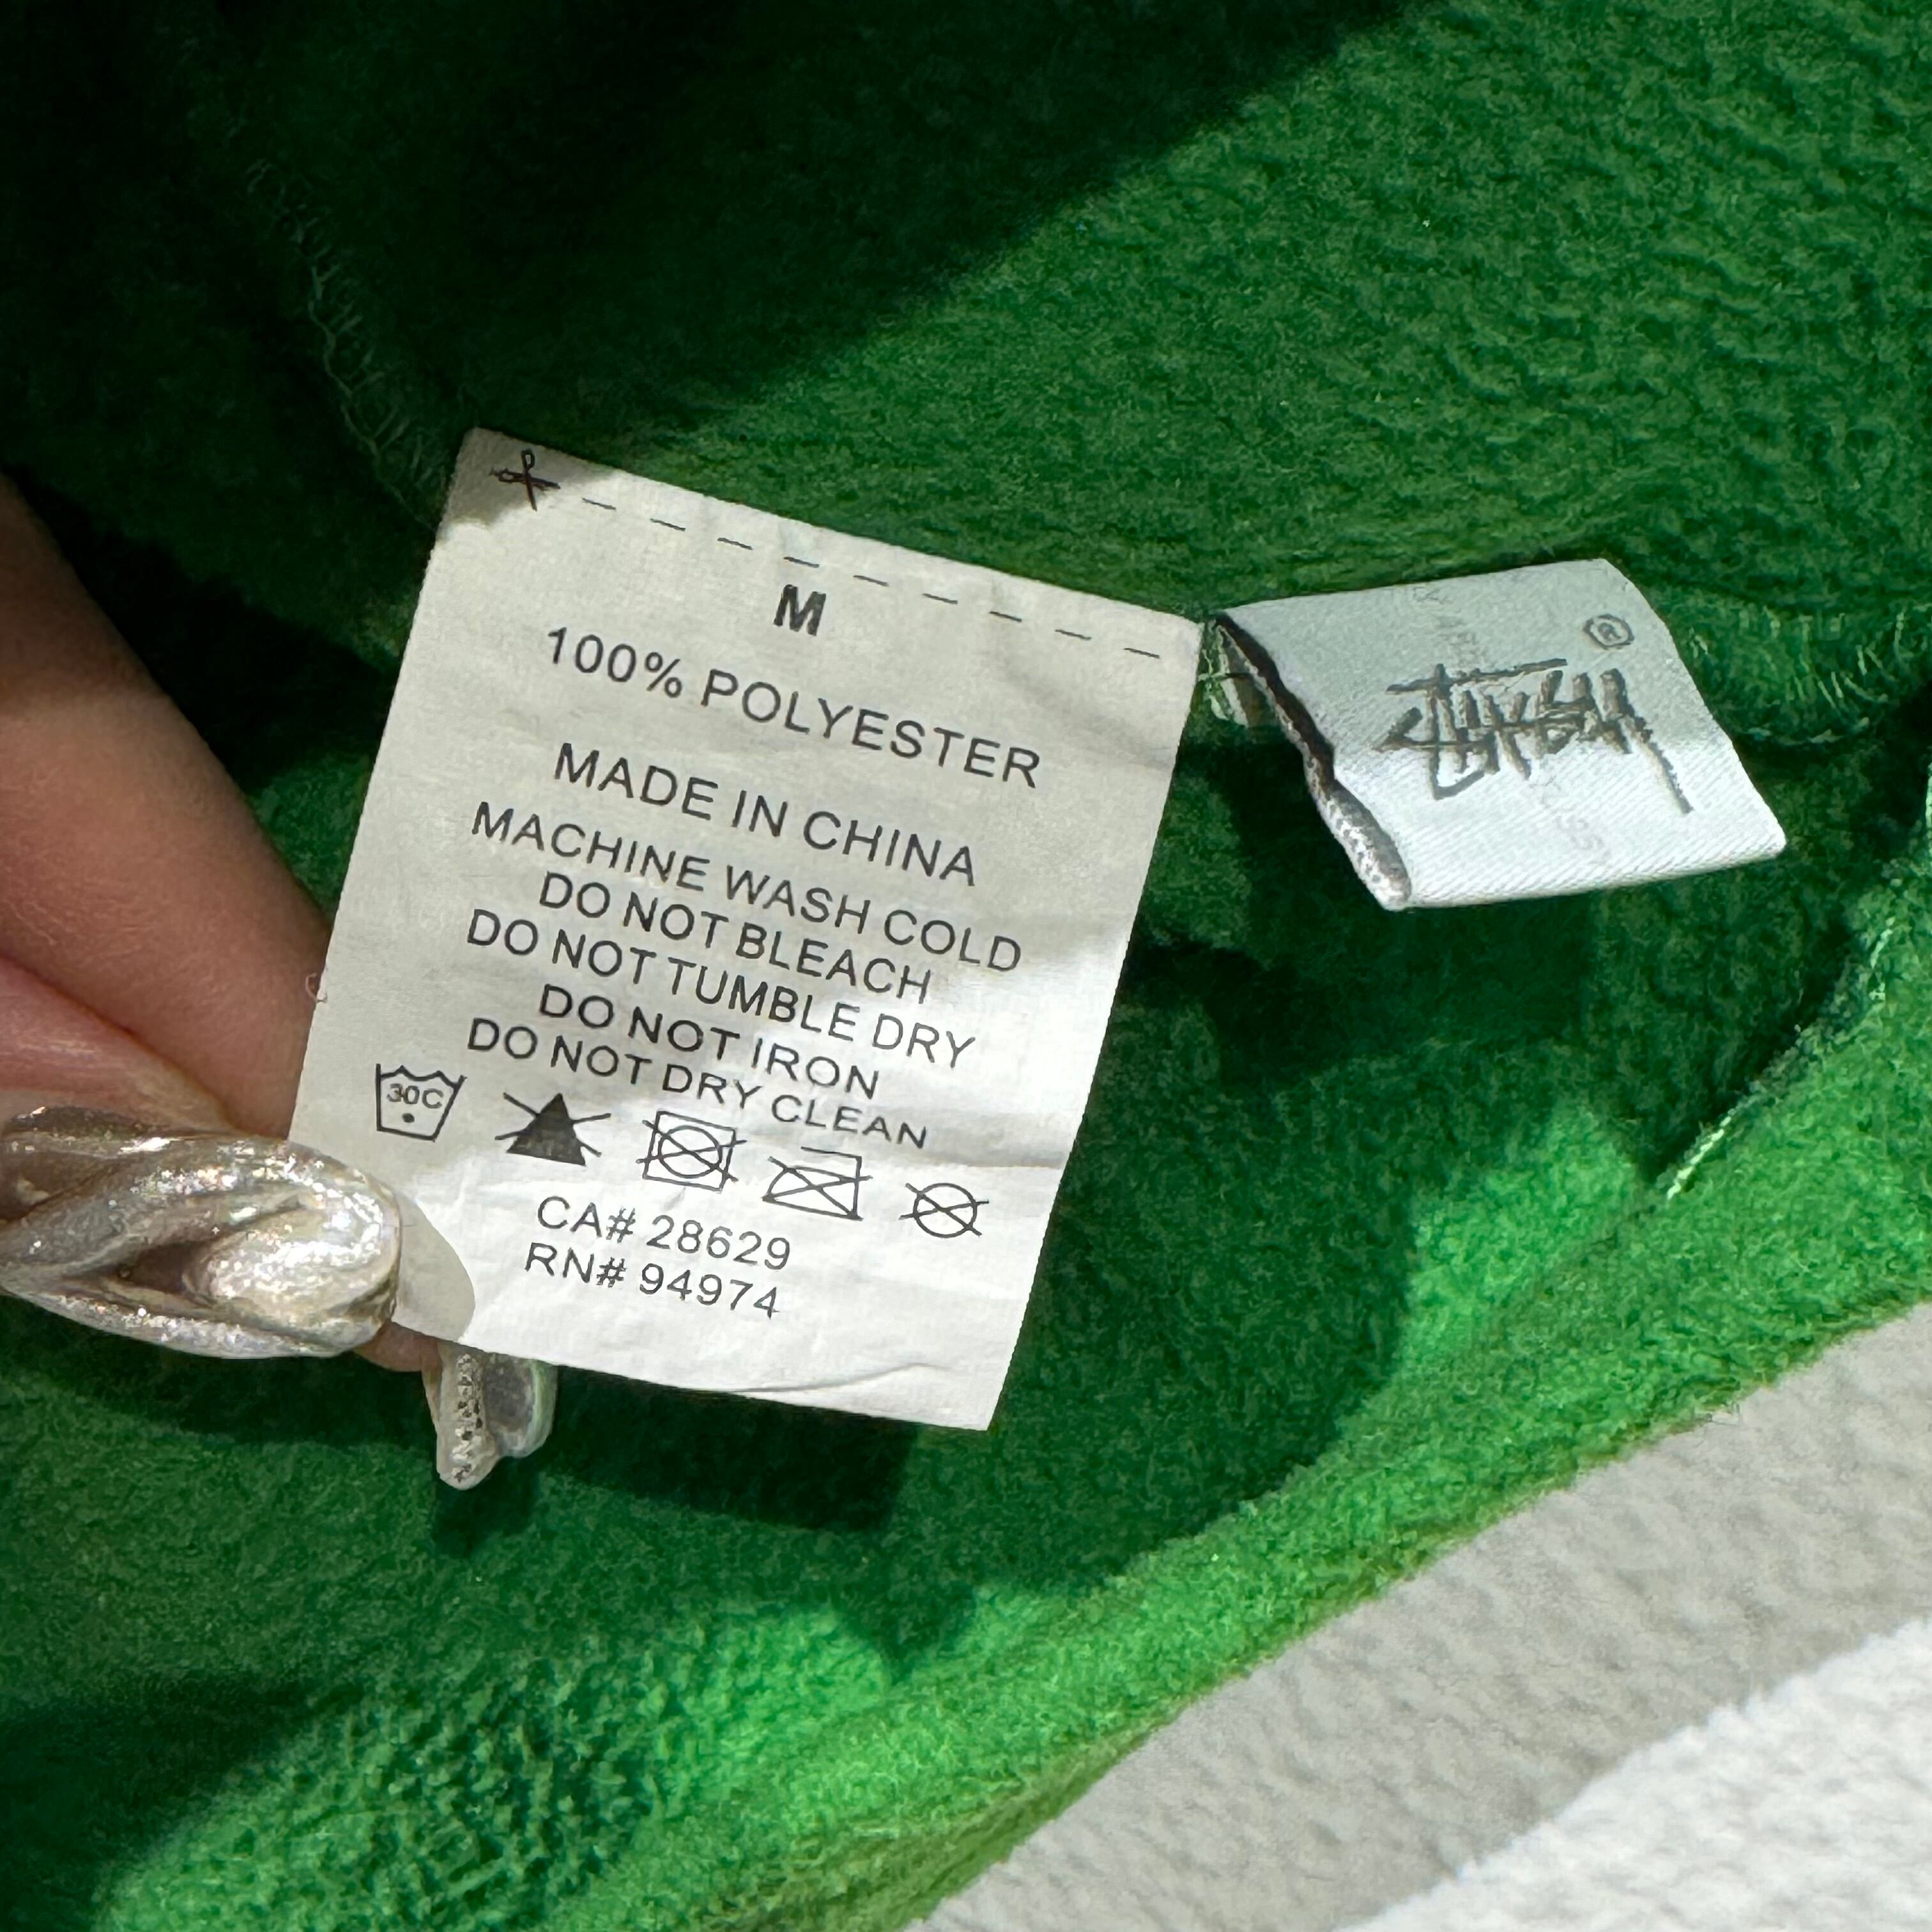 M
100% POLYESTER
MADE IN CHINA
MACHINE WASH COLD
DO NOT BLEACH
DO NOT TUMBLE DRY
DO NOT IRON
DO NOT DRY CLEAN
30C
CA# 28629
RN# 94974
Stüssy ®